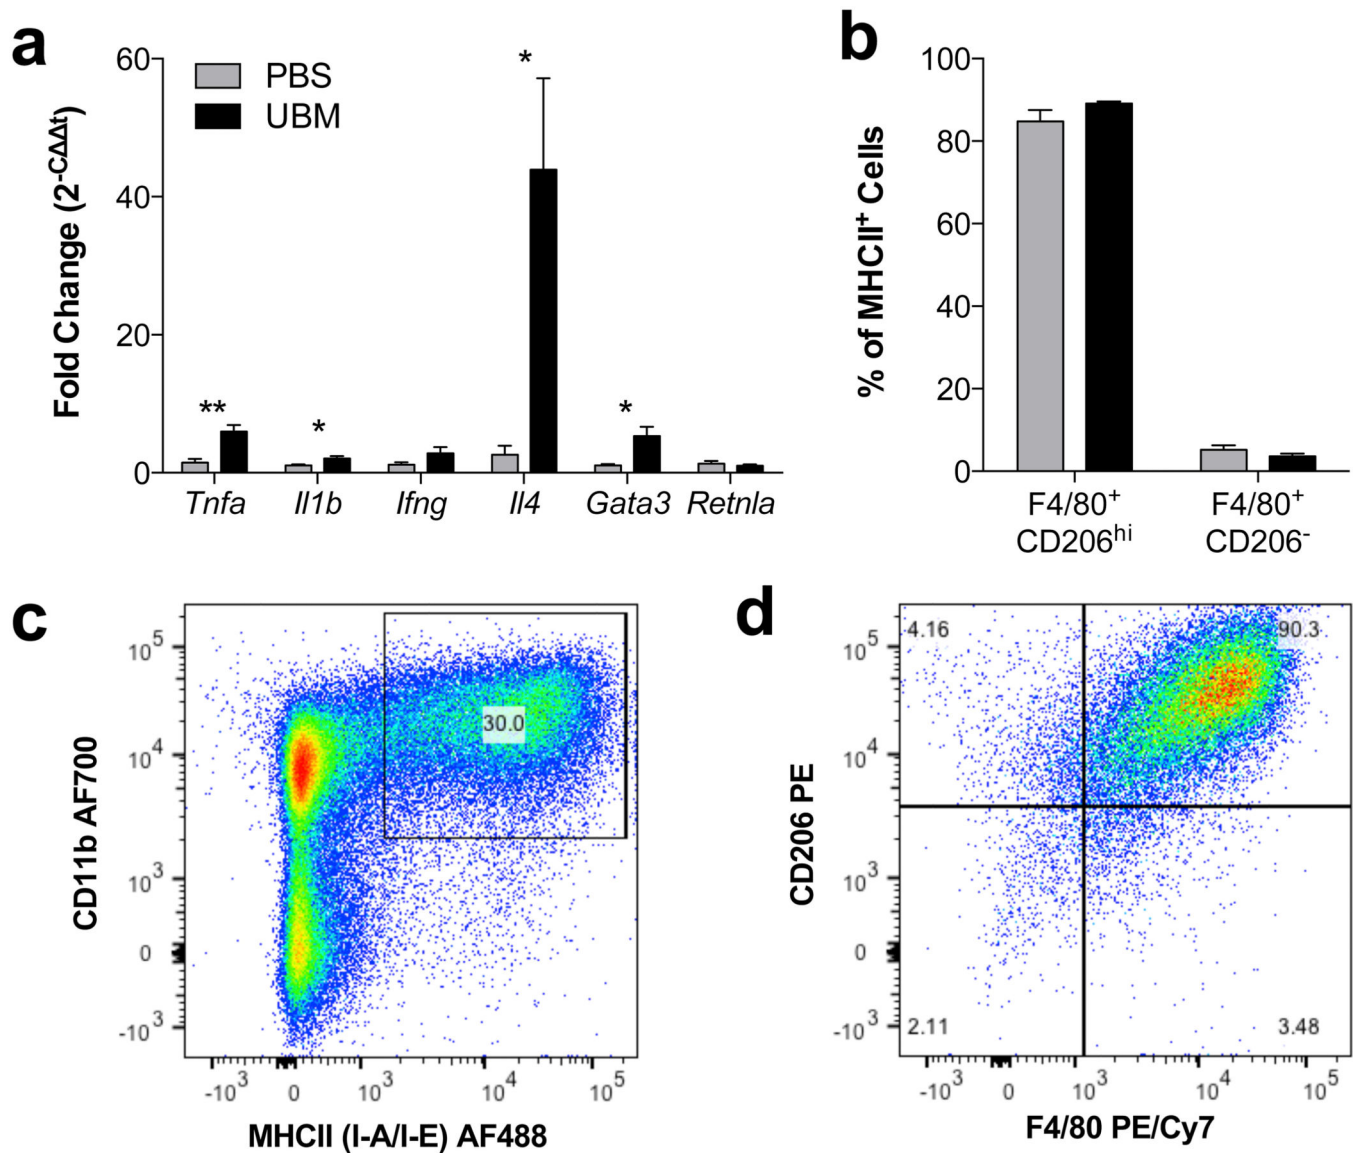 a
Fold Change (2-CΔΔt)
60
40
20
0
PBS
UBM
**
*
*
*
Tnfa Il1b Ifng Il4 Gata3 Retnla
b
% of MHCII+ Cells
100
80
60
40
20
0
F4/80+ F4/80+
CD206hi CD206-
c
CD11b AF700
10^5
10^4
10^3
0
-10^3
30.0
-10^3 0 10^3 10^4 10^5
MHCII (I-A/I-E) AF488
d
CD206 PE
10^5
10^4
10^3
0
-10^3
4.16 90.3
2.11 3.48
-10^3 0 10^3 10^4 10^5
F4/80 PE/Cy7